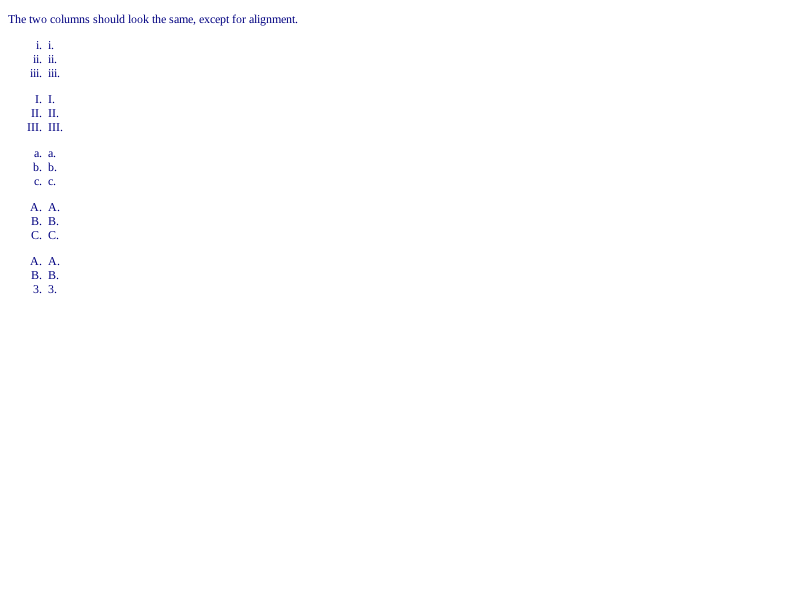 The two columns should look the same, except for alignment.
i. i.
ii. ii.
iii. iii.
I. I.
II. II.
III. III.
a. a.
b. b.
c. c.
A. A.
B. B.
C. C.
A. A.
B. B.
3. 3.